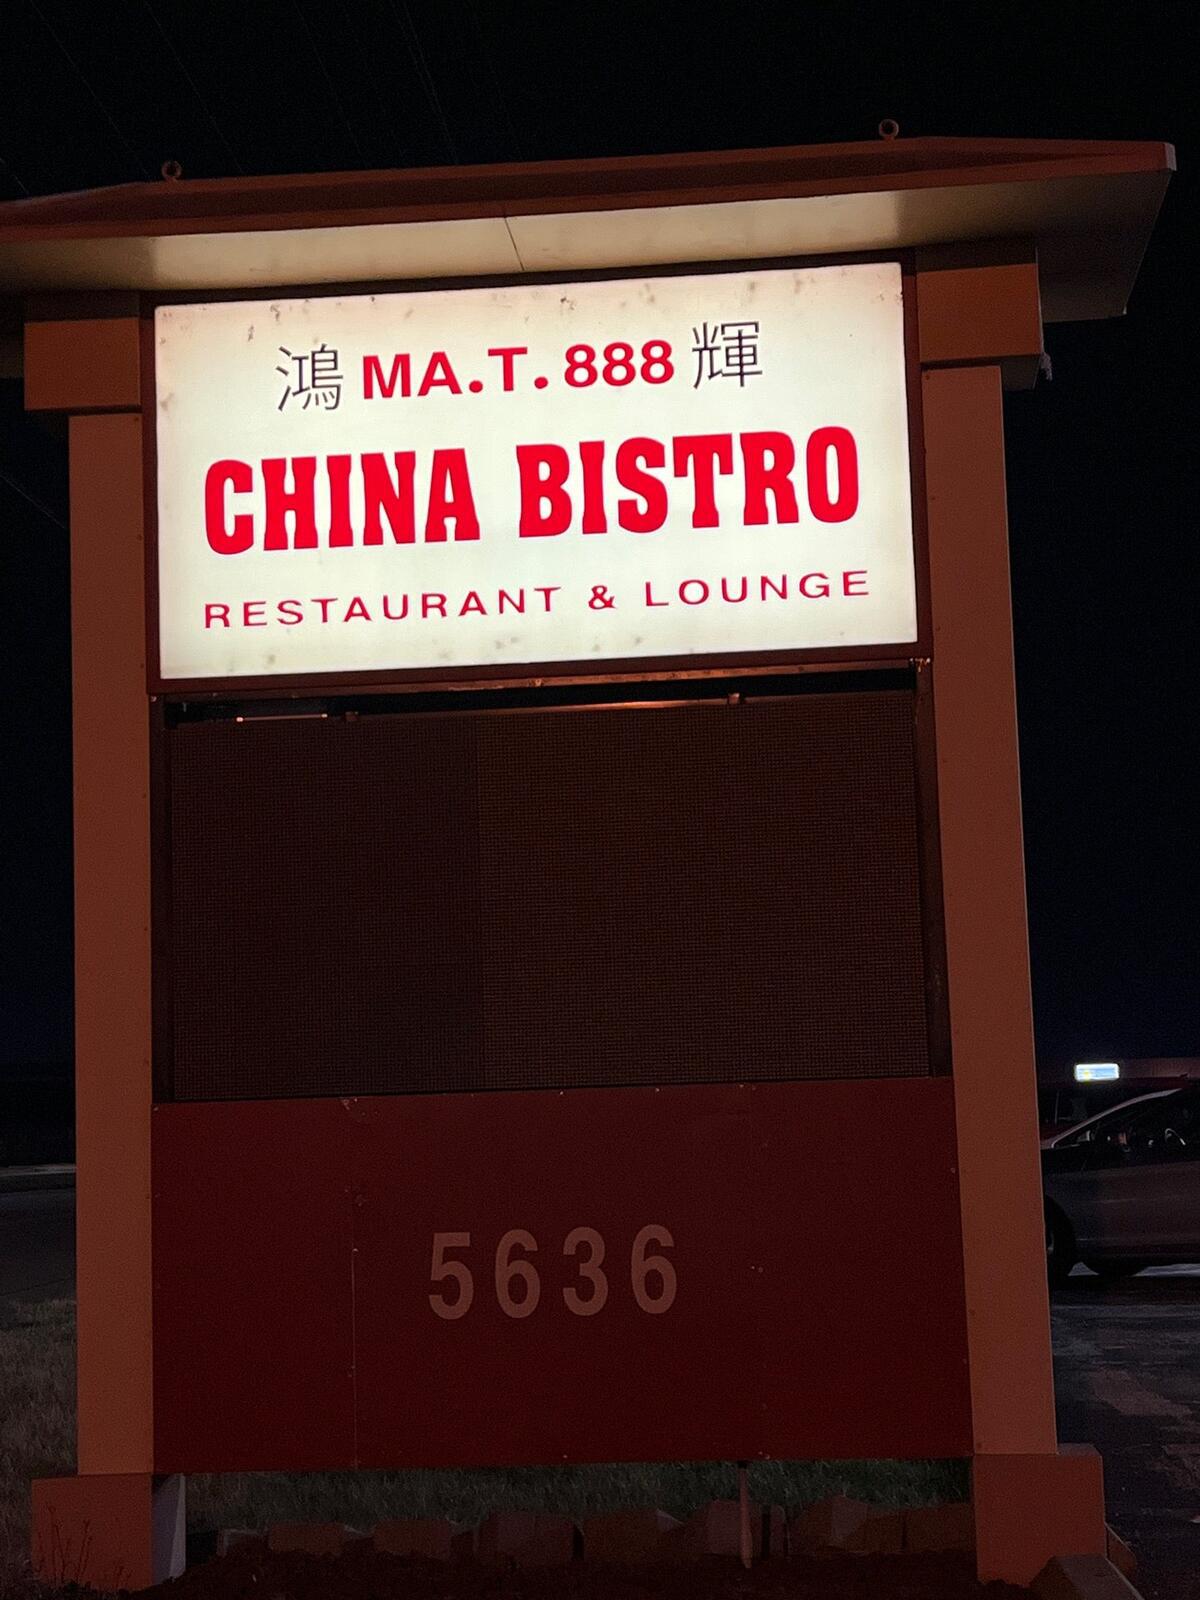 鴻 MA.T. 888 輝
CHINA BISTRO
RESTAURANT & LOUNGE
5636